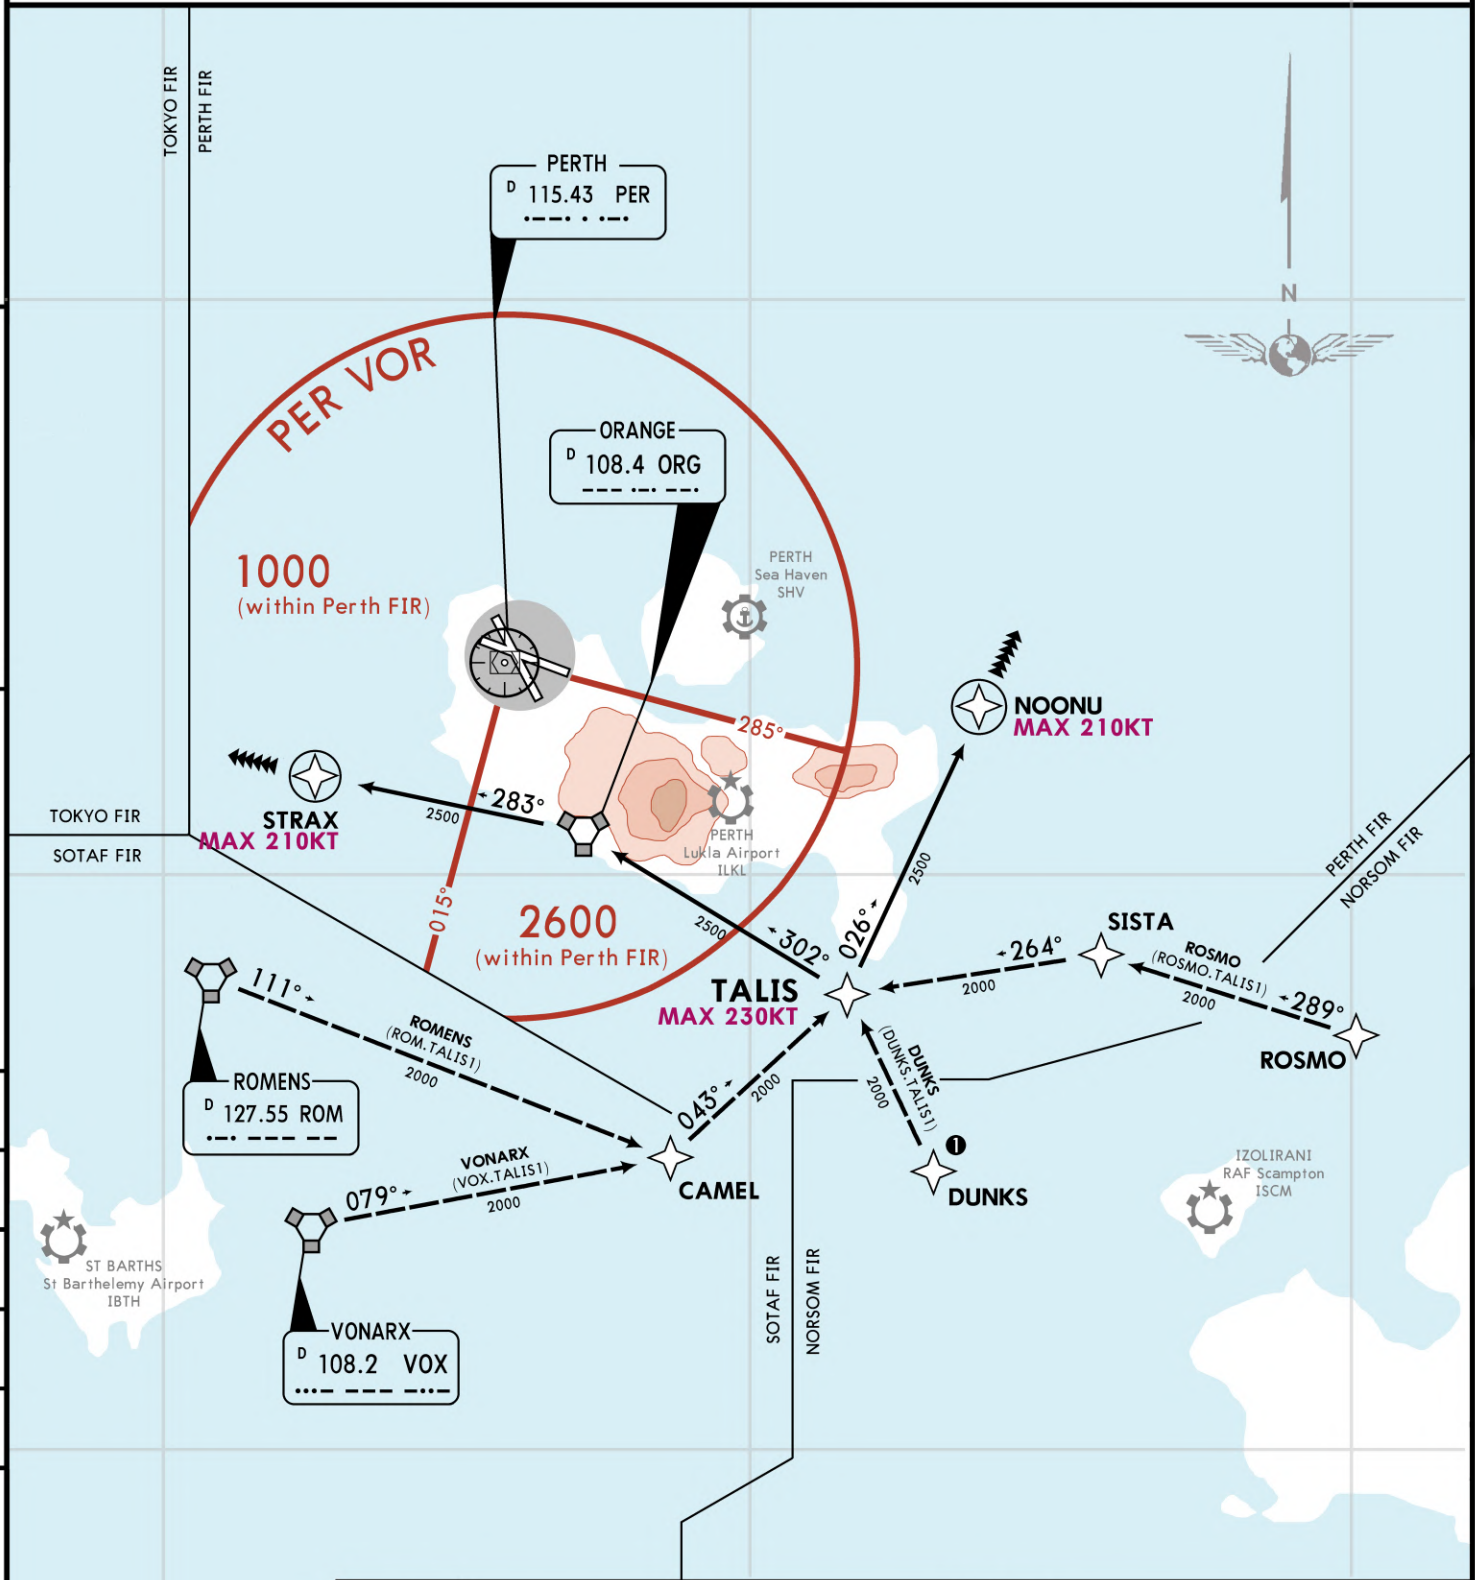 TOKYO FIR
PERTH FIR
PERTH
D 115.43 PER
N
PER VOR
ORANGE
D 108.4 ORG
1000
(within Perth FIR)
PERTH
Sea Haven
SHV
285°
NOONU
MAX 210KT
STRAX
MAX 210KT
283°
2500
TOKYO FIR
SOTAF FIR
PERTH
Lukla Airport
ILKL
PERTH FIR
NORSOM FIR
015°
2600
(within Perth FIR)
2500
302°
026°
2500
TALIS
MAX 230KT
264°
2000
SISTA
ROSMO
(ROSMO.TALIS1)
2000
289°
ROSMO
111°
ROMENS
(ROM.TALIS1)
2000
ROMENS
D 127.55 ROM
043°
2000
DUNKS
(DUNKS.TALIS1)
2000
1
DUNKS
CAMEL
VONARX
(VOX.TALIS1)
079°
2000
VONARX
D 108.2 VOX
ST BARTHS
St Barthelemy Airport
IBTH
IZOLIRANI
RAF Scampton
ISCM
SOTAF FIR
NORSOM FIR